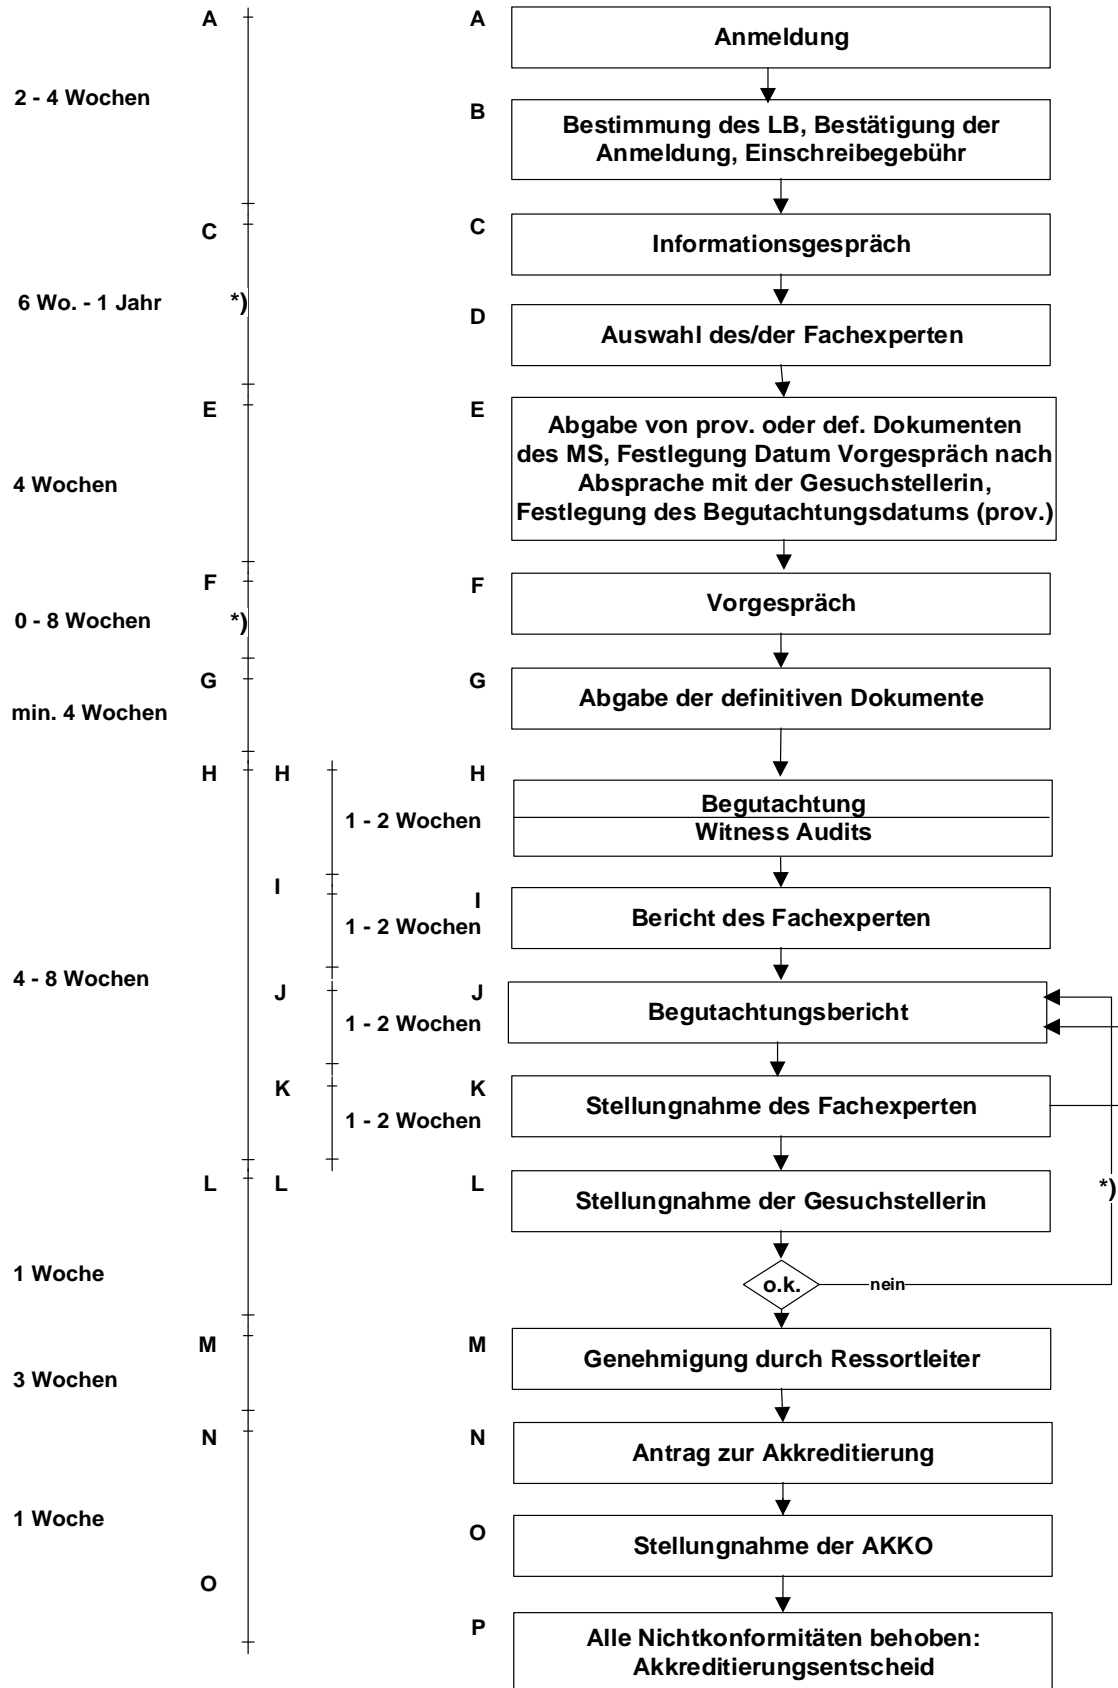 A
A
Anmeldung
2 - 4 Wochen
B
Bestimmung des LB, Bestätigung der
Anmeldung, Einschreibegebühr
C
C
Informationsgespräch
6 Wo. - 1 Jahr *)
D
Auswahl des/der Fachexperten
E
E
Abgabe von prov. oder def. Dokumenten
des MS, Festlegung Datum Vorgespräch nach
Absprache mit der Gesuchstellerin,
Festlegung des Begutachtungsdatums (prov.)
4 Wochen
F
F
Vorgespräch
0 - 8 Wochen *)
G
G
Abgabe der definitiven Dokumente
min. 4 Wochen
H
H
H
Begutachtung
Witness Audits
1 - 2 Wochen
I
I
Bericht des Fachexperten
1 - 2 Wochen
4 - 8 Wochen
J
J
Begutachtungsbericht
1 - 2 Wochen
K
K
Stellungnahme des Fachexperten
1 - 2 Wochen
L
L
L
Stellungnahme der Gesuchstellerin
*)
1 Woche
o.k.
nein
M
M
Genehmigung durch Ressortleiter
3 Wochen
N
N
Antrag zur Akkreditierung
1 Woche
O
Stellungnahme der AKKO
O
P
Alle Nichtkonformitäten behoben:
Akkreditierungsentscheid